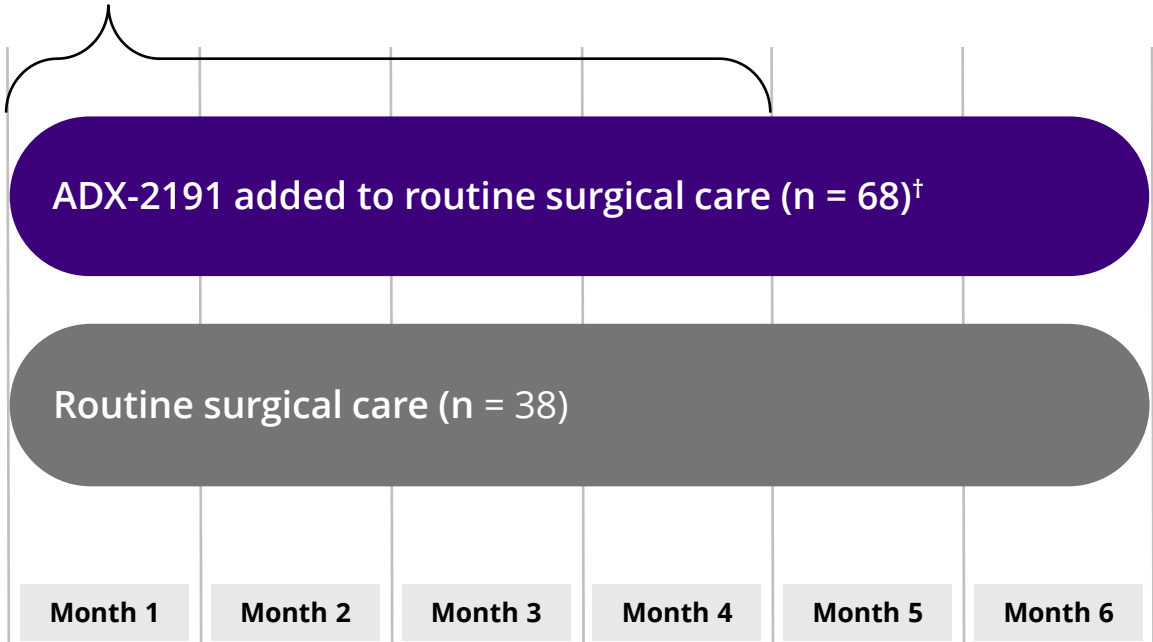 ADX-2191 added to routine surgical care (n = 68)†
Routine surgical care (n = 38)
Month 1 Month 2 Month 3 Month 4 Month 5 Month 6